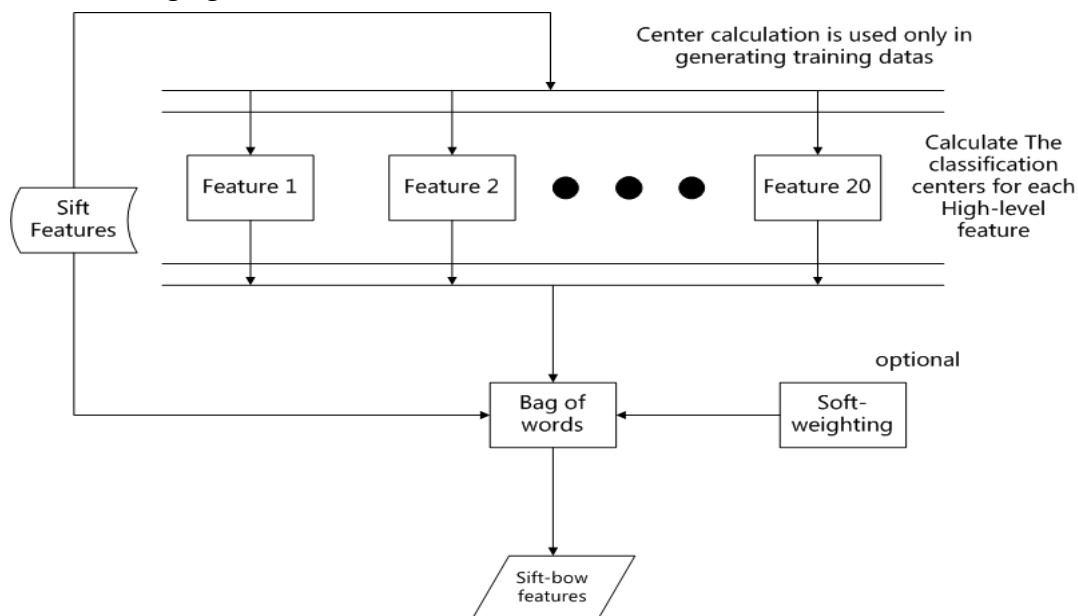 Center calculation is used only in
generating training datas
Feature 1
Feature 2
Feature 20
Calculate The
classification
centers for each
High-level
feature
Sift
Features
optional
Bag of
words
Soft-
weighting
Sift-bow
features